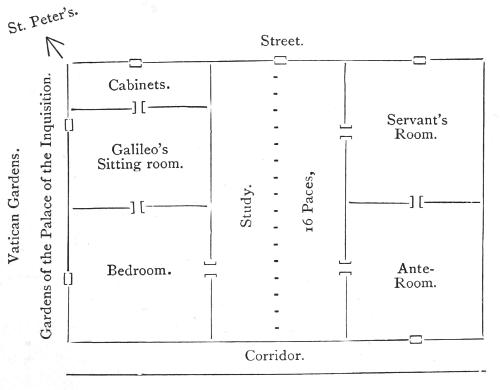 St. Peter's.
Street.
Cabinets.
Galileo's
Sitting room.
Bedroom.
Vatican Gardens.
Gardens of the Palace of the Inquisition.
Study.
16 Paces,
Servant's
Room.
Ante-
Room.
Corridor.